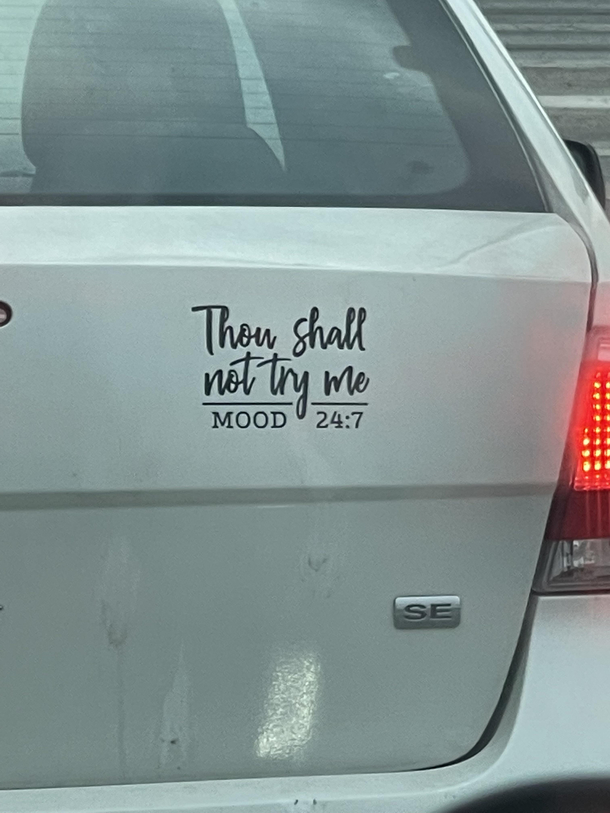 Thou shall
not try me
MOOD 24:7
SE